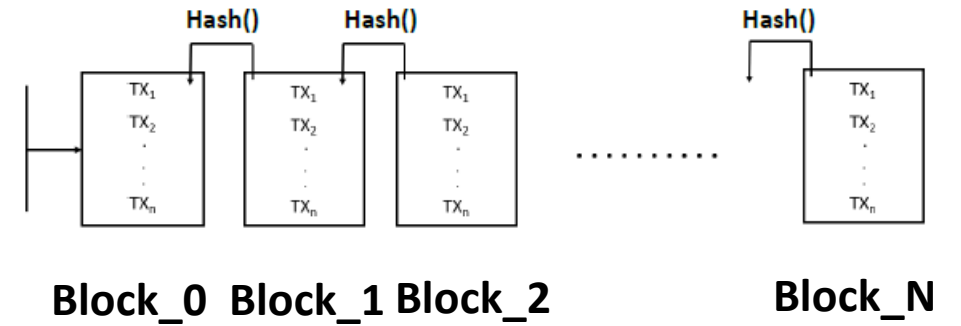 Hash() Hash() Hash()
TX₁ TX₁ TX₁ TX₁
TX₂ TX₂ TX₂ TX₂
TXₙ TXₙ TXₙ TXₙ
Block_0 Block_1 Block_2 Block_N